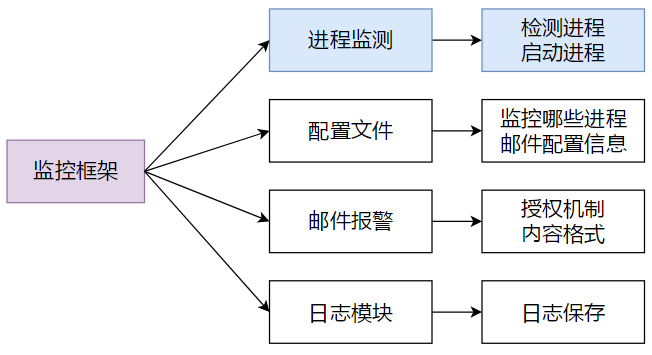 监控框架
进程监测
检测进程
启动进程
配置文件
监控哪些进程
邮件配置信息
邮件报警
授权机制
内容格式
日志模块
日志保存